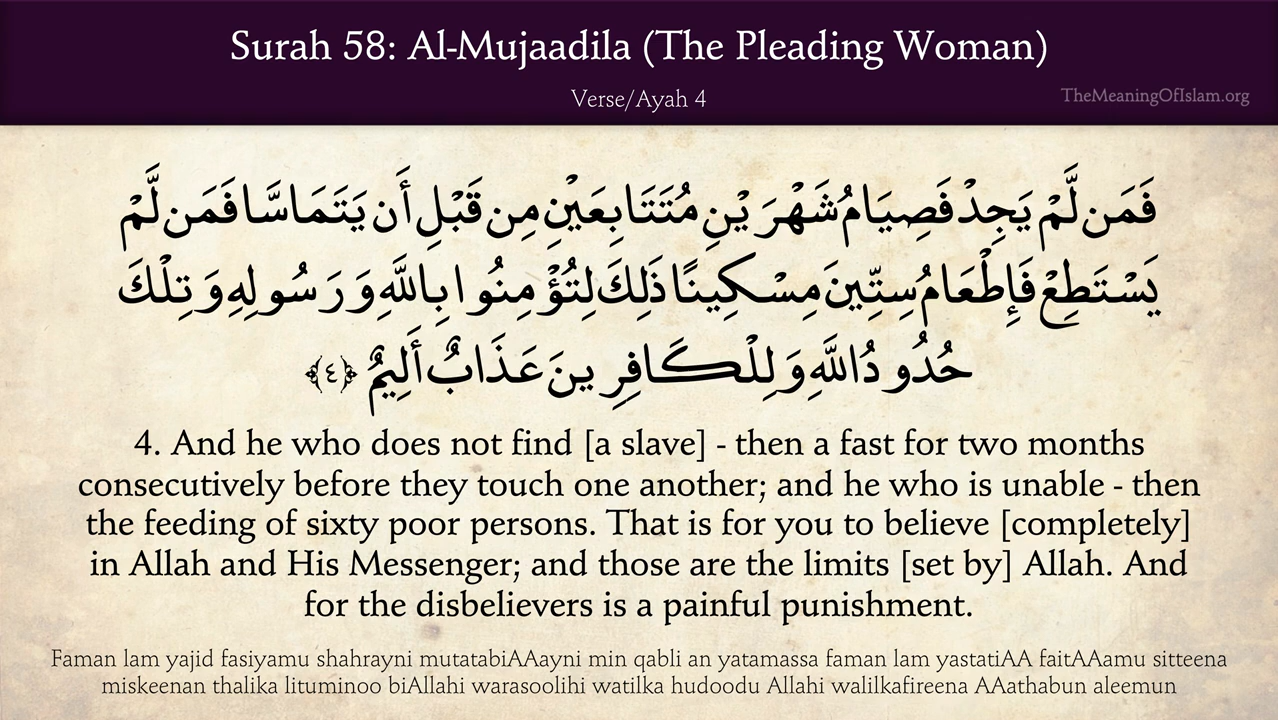 Surah 58: Al-Mujaadila (The Pleading Woman)
Verse/Ayah 4
TheMeaningOfIslam.org
فَمَن لَّمْ يَجِدْ فَصِيَامُ شَهْرَيْنِ مُتَتَابِعَيْنِ مِن قَبْلِ أَن يَتَمَاسَّا فَمَن لَّمْ
يَسْتَطِعْ فَإِطْعَامُ سِتِّينَ مِسْكِينًا ذَلِكَ لِتُؤْمِنُوا بِاللَّهِ وَرَسُولِهِ وَتِلْكَ
حُدُودُ اللَّهِ وَلِلْكَافِرِينَ عَذَابٌ أَلِيمٌ ﴿٤﴾
4. And he who does not find [a slave] - then a fast for two months
consecutively before they touch one another; and he who is unable - then
the feeding of sixty poor persons. That is for you to believe [completely]
in Allah and His Messenger; and those are the limits [set by] Allah. And
for the disbelievers is a painful punishment.
Faman lam yajid fasiyamu shahrayni mutatabiAAayni min qabli an yatamassa faman lam yastatiAA faitAAamu sitteena
miskeenan thalika lituminoo biAllahi warasoolihi watilka hudoodu Allahi walilkafireena AAathabun aleemun